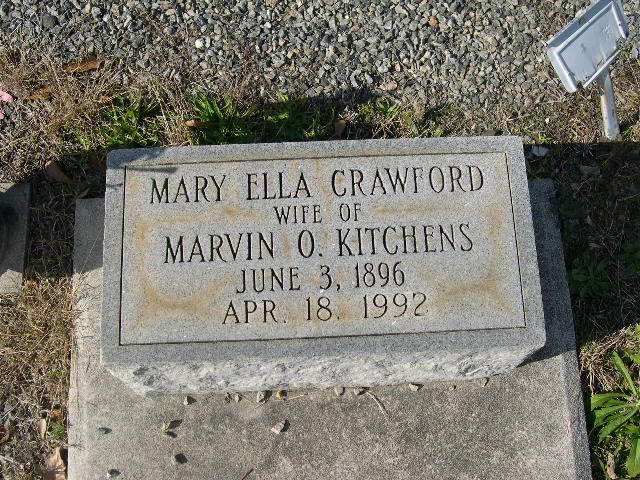 MARY ELLA CRAWFORD
WIFE OF
MARVIN O. KITCHENS
JUNE 3, 1896
APR. 18. 1992